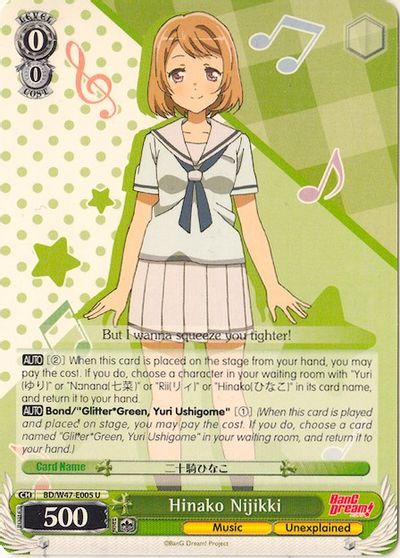 LEVEL
0
0
COST
But I wanna squeeze you tighter!
AUTO [②] When this card is placed on the stage from your hand, you may
pay the cost. If you do, choose a character in your waiting room with "Yuri
(ゆり)" or "Nanana(七菜)" or "Rii(リィ)" or "Hinako(ひなこ)" in its card name,
and return it to your hand.
AUTO Bond/"Glitter*Green, Yuri Ushigome" [①] (When this card is played
and placed on stage, you may pay the cost. If you do, choose a card
named "Glitter*Green, Yuri Ushigome" in your waiting room, and return it to
your hand.)
Card Name 二十騎ひなこ
CH BD/W47-E005 U
Hinako Nijikki
BanG Dream!
POWER
500
Music Unexplained
©BanG Dream! Project